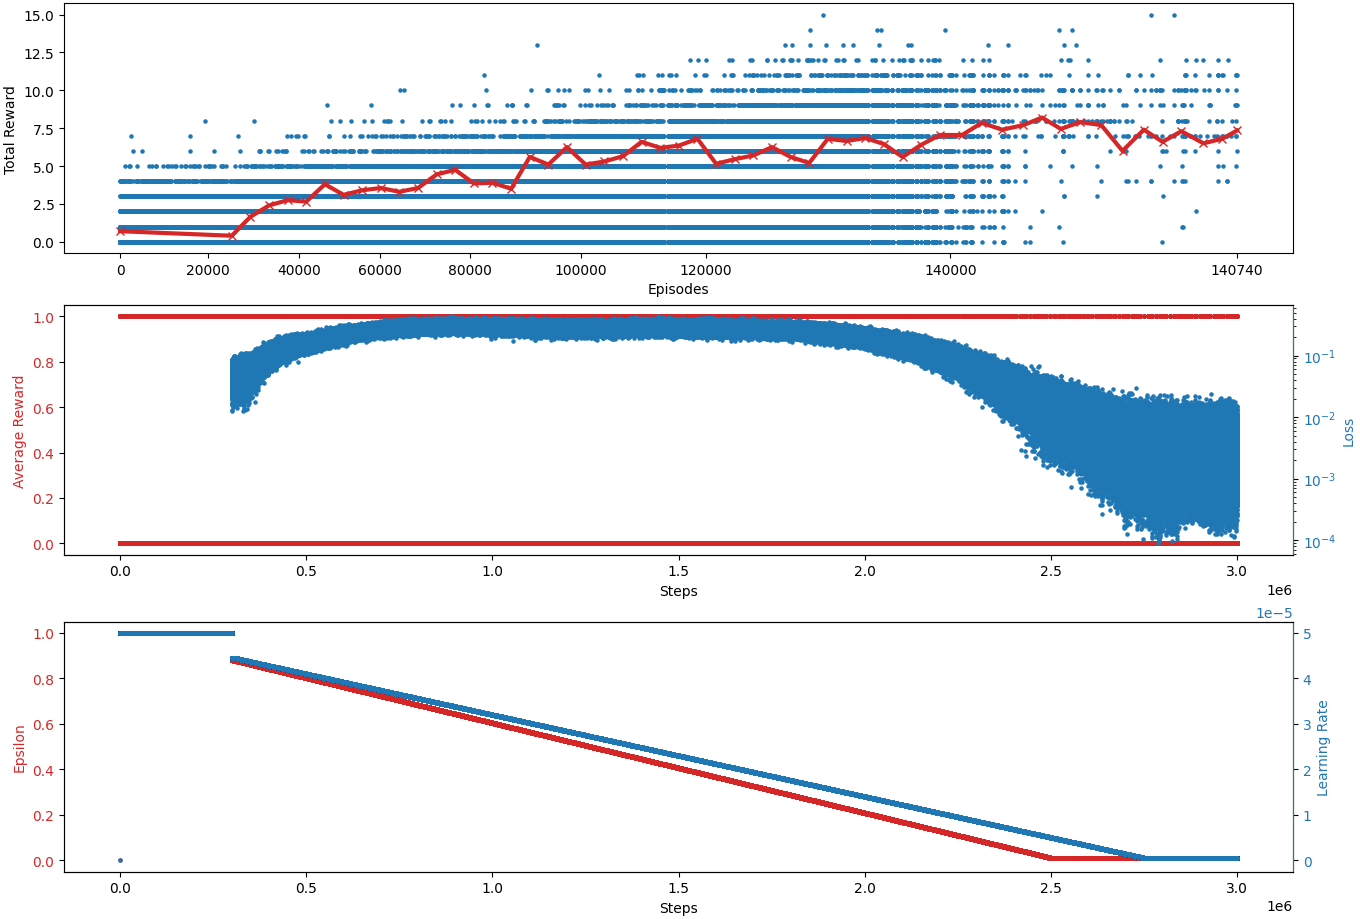 Total Reward
15.0
12.5
10.0
7.5
5.0
2.5
0.0
0 20000 40000 60000 80000 100000 120000 140000 140740
Episodes
Average Reward
1.0
0.8
0.6
0.4
0.2
0.0
10⁻¹
10⁻²
10⁻³
10⁻⁴
Loss
0.0 0.5 1.0 1.5 2.0 2.5 3.0
Steps
1e6
1e−5
Epsilon
1.0
0.8
0.6
0.4
0.2
0.0
5
4
3
2
1
0
Learning Rate
0.0 0.5 1.0 1.5 2.0 2.5 3.0
Steps
1e6